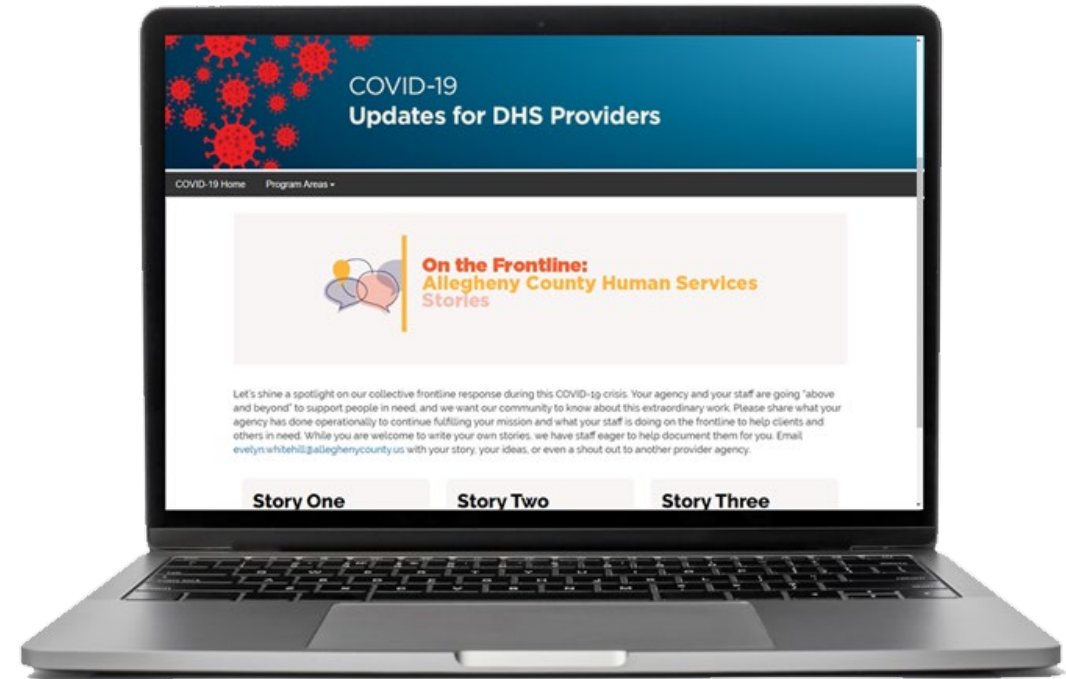 COVID-19
Updates for DHS Providers
COVID-19 Home Program Areas
On the Frontline:
Allegheny County Human Services
Stories
Let's shine a spotlight on our collective frontline response during this COVID-19 crisis. Your agency and your staff are going "above
and beyond" to support people in need, and we want our community to know about this extraordinary work. Please share what your
agency has done operationally to continue fulfilling your mission and what your staff is doing on the frontline to help clients and
others in need. While you are welcome to write your own stories, we have staff eager to help document them for you. Email
evelyn.whitehill@alleghenycounty.us with your story, your ideas, or even a shout out to another provider agency.
Story One Story Two Story Three